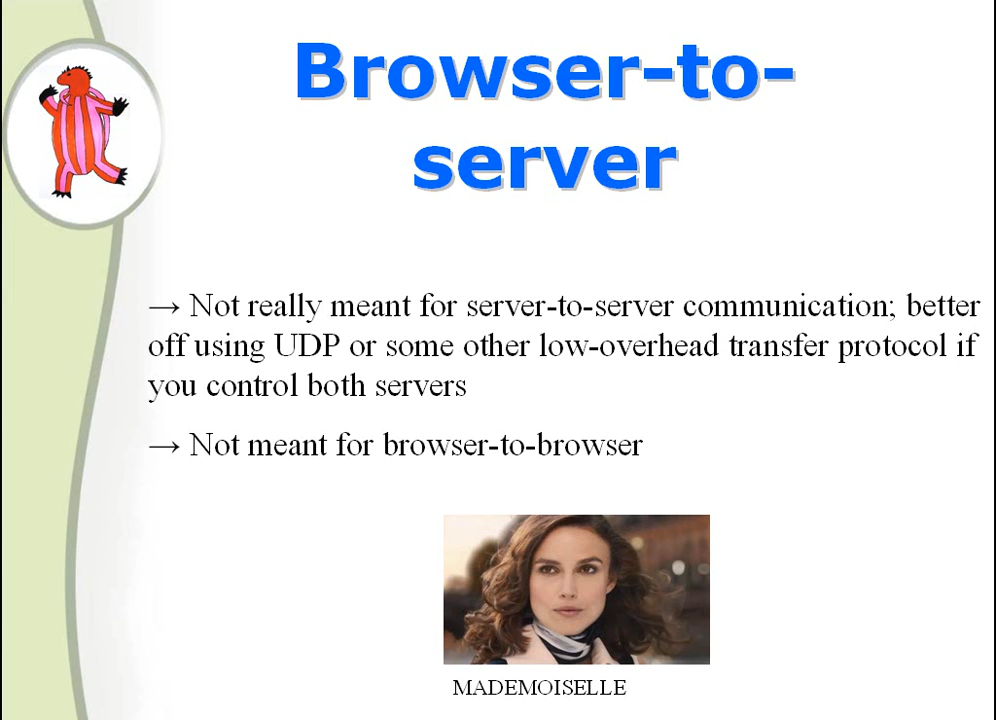 Browser-to-
server
→ Not really meant for server-to-server communication; better
off using UDP or some other low-overhead transfer protocol if
you control both servers
→ Not meant for browser-to-browser
MADEMOISELLE